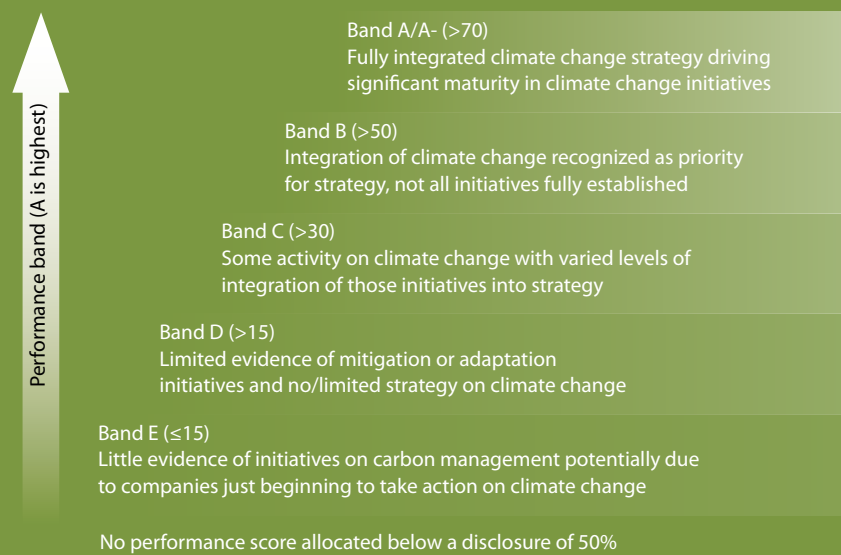 Performance band (A is highest)
Band A/A- (>70)
Fully integrated climate change strategy driving
significant maturity in climate change initiatives
Band B (>50)
Integration of climate change recognized as priority
for strategy, not all initiatives fully established
Band C (>30)
Some activity on climate change with varied levels of
integration of those initiatives into strategy
Band D (>15)
Limited evidence of mitigation or adaptation
initiatives and no/limited strategy on climate change
Band E (≤15)
Little evidence of initiatives on carbon management potentially due
to companies just beginning to take action on climate change
No performance score allocated below a disclosure of 50%